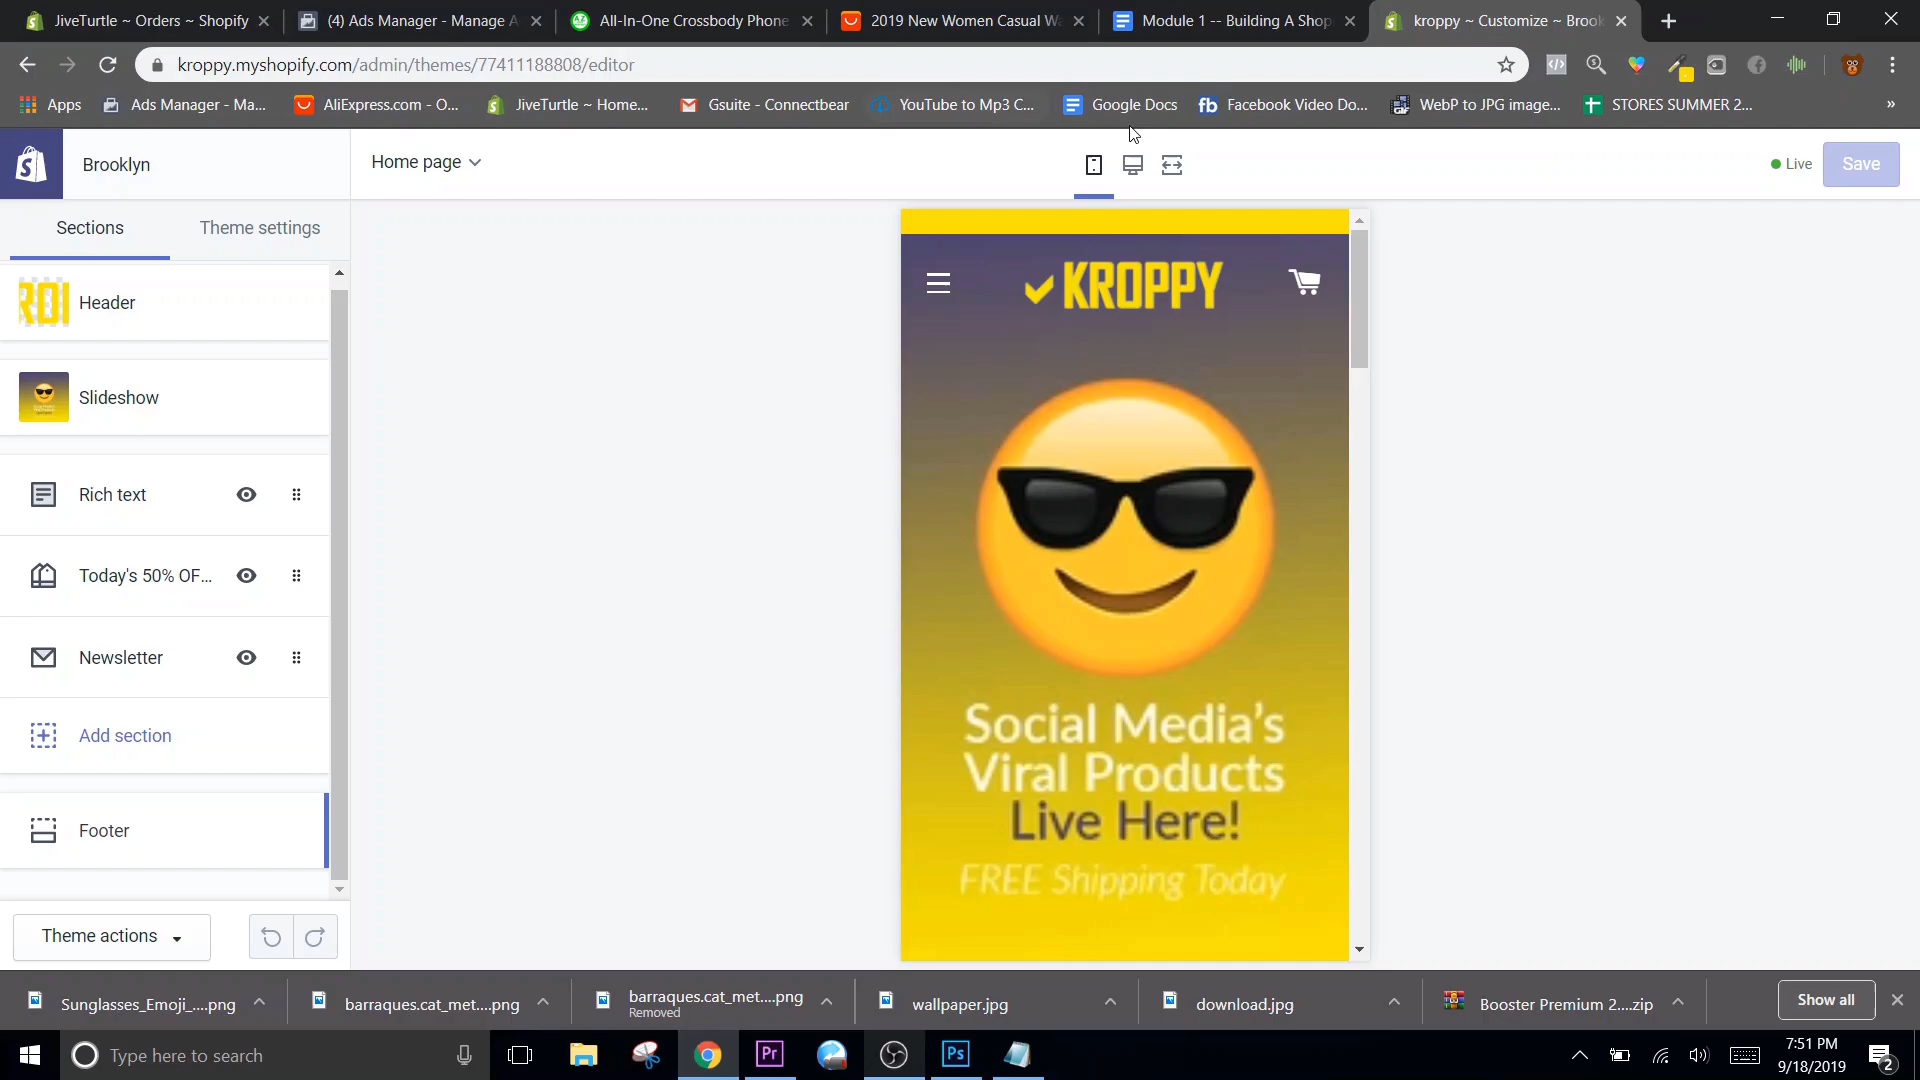 JiveTurtle ~ Orders ~ Shopify
(4) Ads Manager - Manage A
All-In-One Crossbody Phone
2019 New Women Casual Wa
Module 1 -- Building A Shop
kroppy ~ Customize ~ Brook
kroppy.myshopify.com/admin/themes/77411188808/editor
Apps
Ads Manager - Ma...
AliExpress.com - O...
JiveTurtle ~ Home...
Gsuite - Connectbear
YouTube to Mp3 C...
Google Docs
fb
Facebook Video Do...
WebP to JPG image...
STORES SUMMER 2...
»
Brooklyn
Home page
Live
Save
Sections
Theme settings
ROI
Header
Slideshow
Rich text
Today's 50% OF...
Newsletter
Add section
Footer
Theme actions
KROPPY
Social Media's
Viral Products
Live Here!
FREE Shipping Today
Sunglasses_Emoji_....png
barraques.cat_met....png
barraques.cat_met....png
Removed
wallpaper.jpg
download.jpg
Booster Premium 2....zip
Show all
Type here to search
Pr
Ps
7:51 PM
9/18/2019
2